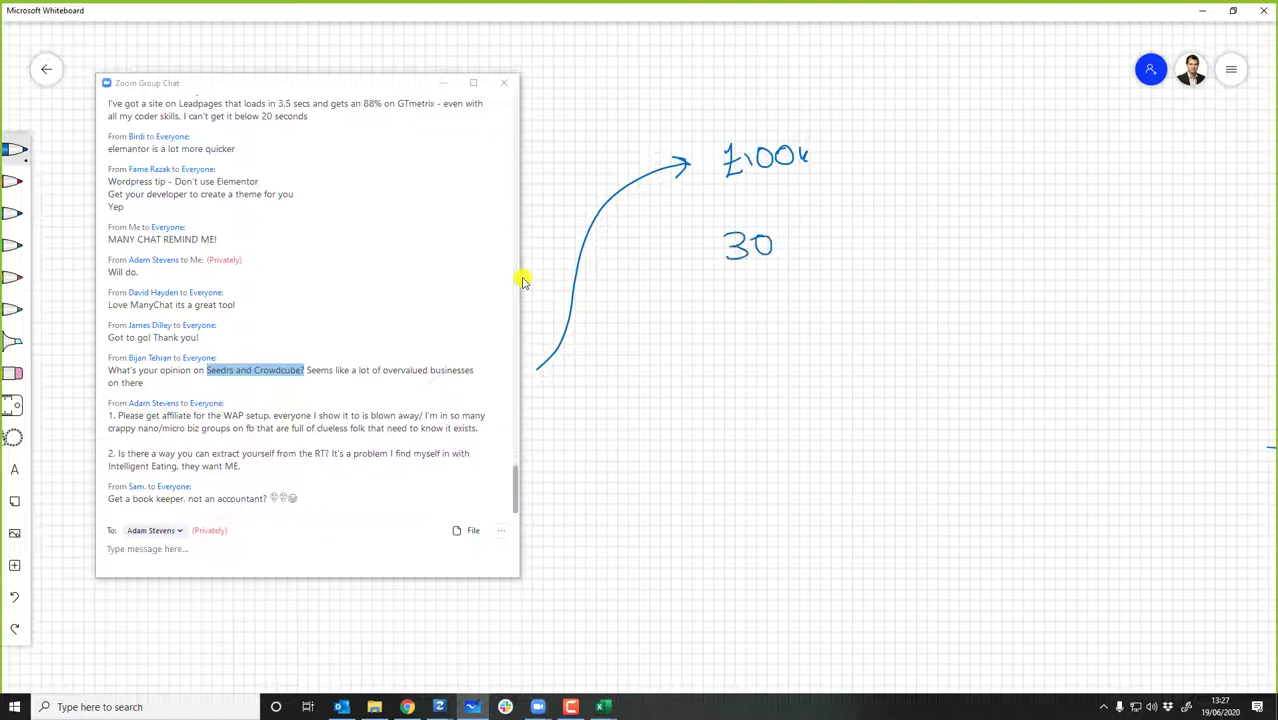 Microsoft Whiteboard
Zoom Group Chat
I've got a site on Leadpages that loads in 3.5 secs and gets an 88% on GTmetrix - even with
all my coder skills, I can't get it below 20 seconds
From Birdi to Everyone:
elemantor is a lot more quicker
From Fame Razak to Everyone:
Wordpress tip - Don't use Elementor
Get your developer to create a theme for you
Yep
From Me to Everyone:
MANY CHAT REMIND ME!
From Adam Stevens to Me: (Privately)
Will do.
From David Hayden to Everyone:
Love ManyChat its a great tool
From James Dilley to Everyone:
Got to go! Thank you!
From Bijan Tehran to Everyone:
What's your opinion on Seedrs and Crowdcube? Seems like a lot of overvalued businesses
on there
From Adam Stevens to Everyone:
1. Please get affiliate for the WAP setup, everyone I show it to is blown away/ I'm in so many
crappy nano/micro biz groups on fb that are full of clueless folk that need to know it exists.
2. Is there a way you can extract yourself from the RT? It's a problem I find myself in with
Intelligent Eating, they want ME.
From Sam. to Everyone:
Get a book keeper, not an accountant?
To: Adam Stevens (Privately)
File
Type message here...
£100k
30
A
Type here to search
13:27
19/06/2020